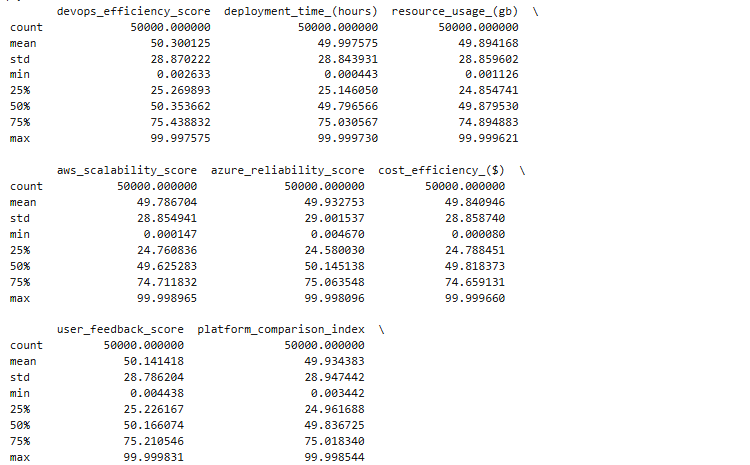 devops_efficiency_score deployment_time_(hours) resource_usage_(gb) \
count 50000.000000 50000.000000 50000.000000
mean 50.300125 49.997575 49.894168
std 28.870222 28.843931 28.859602
min 0.002633 0.000443 0.001126
25% 25.269893 25.146050 24.854741
50% 50.353662 49.796566 49.879530
75% 75.438832 75.030567 74.894883
max 99.997575 99.999730 99.999621
aws_scalability_score azure_reliability_score cost_efficiency_($) \
count 50000.000000 50000.000000 50000.000000
mean 49.786704 49.932753 49.840946
std 28.854941 29.001537 28.858740
min 0.000147 0.004670 0.000080
25% 24.760836 24.580030 24.788451
50% 49.625283 50.145138 49.818373
75% 74.711832 75.063548 74.659131
max 99.998965 99.998096 99.999660
user_feedback_score platform_comparison_index \
count 50000.000000 50000.000000
mean 50.141418 49.934383
std 28.786204 28.947442
min 0.004438 0.003442
25% 25.226167 24.961688
50% 50.166074 49.836725
75% 75.210546 75.018340
max 99.999831 99.998544